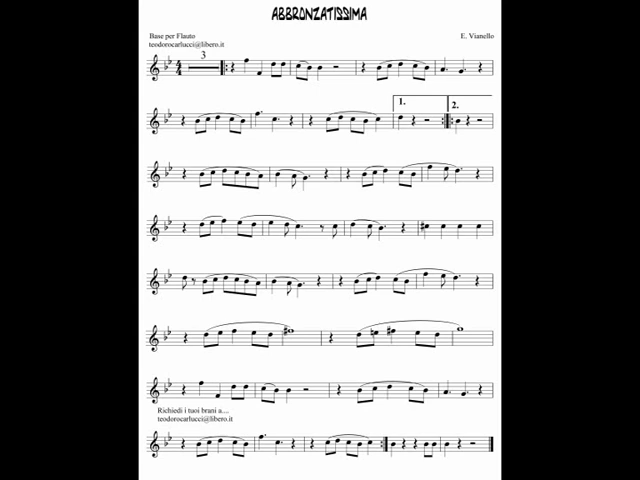 ABBRONZATISSIMA
Base per Flauto
E. Vianello
teodorocarlucci@libero.it
3
1.
2.
Richiedi i tuoi brani a....
teodorocarlucci@libero.it